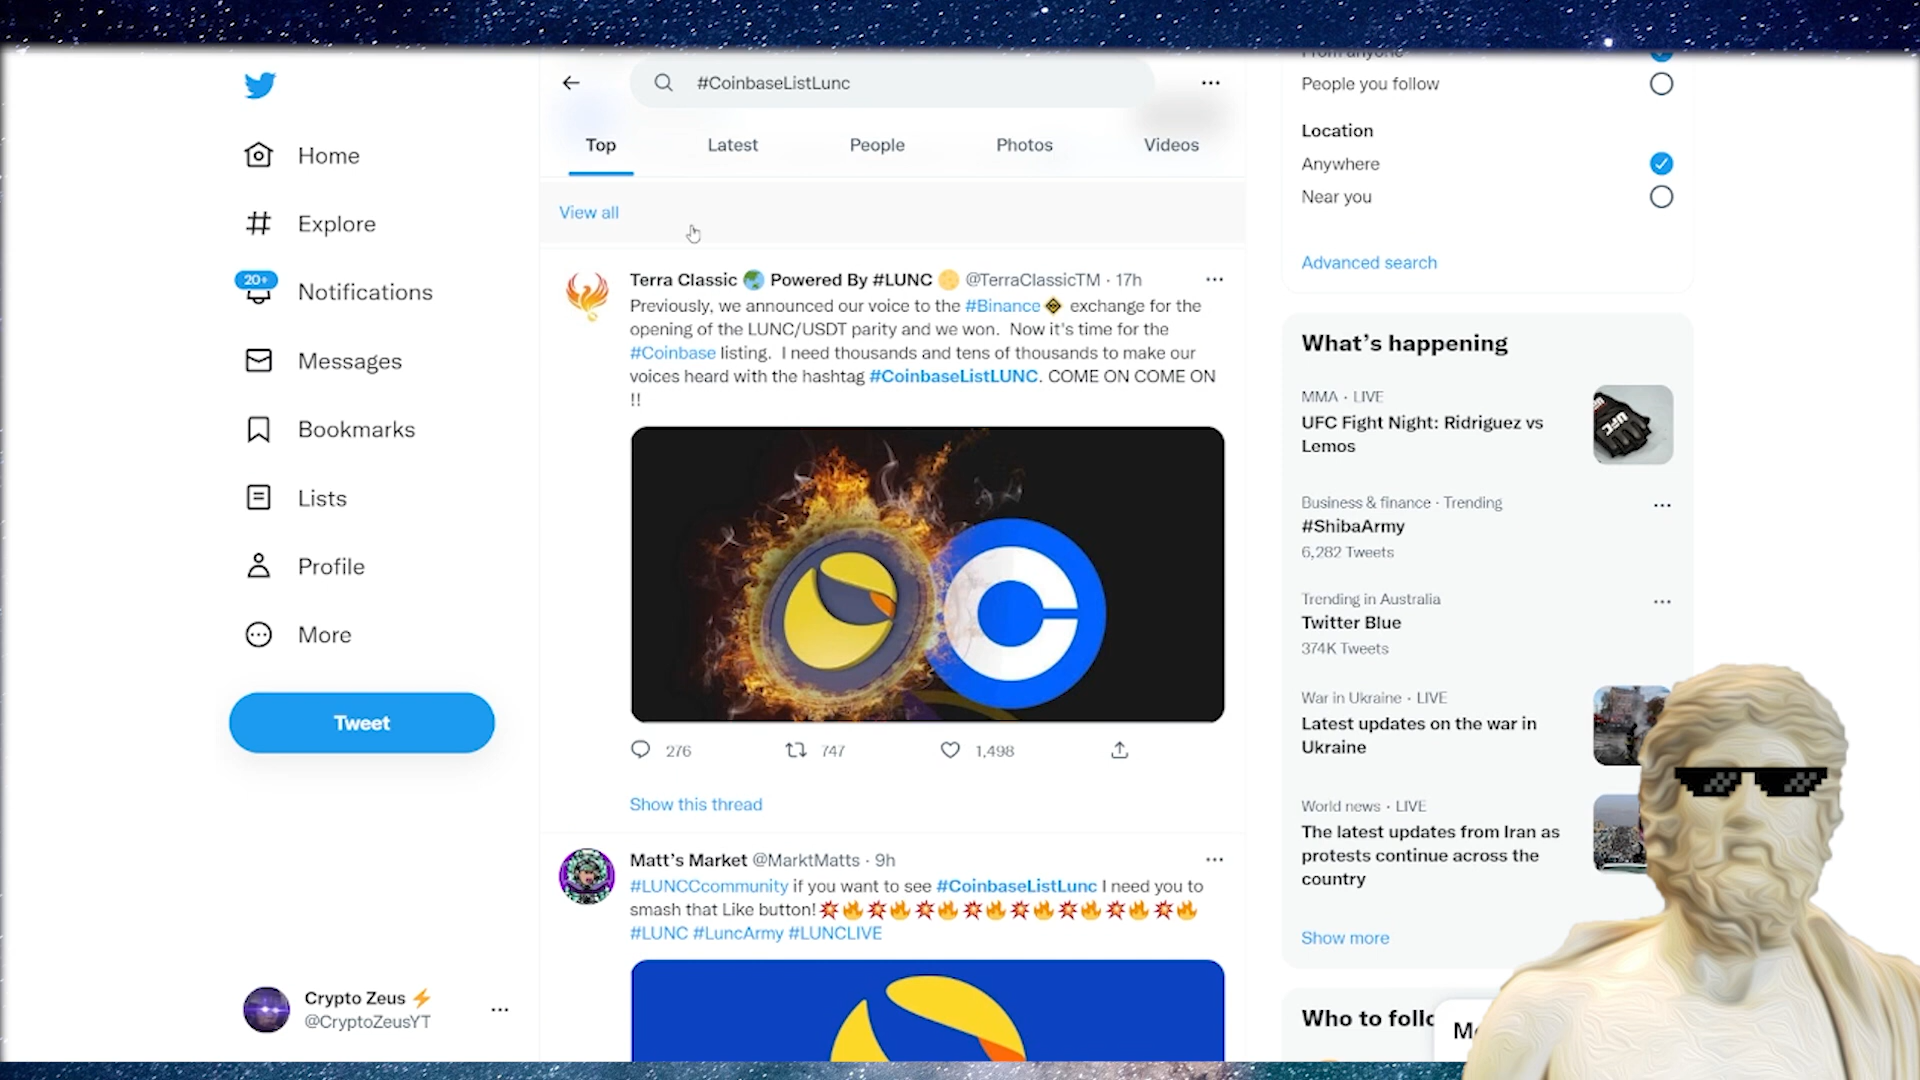 #CoinbaseListLunc
Top
Latest
People
Photos
Videos
View all
Home
Explore
20+
Notifications
Messages
Bookmarks
Lists
Profile
More
Tweet
Crypto Zeus ⚡
@CryptoZeusYT
Terra Classic 🌏 Powered By #LUNC 🌕 @TerraClassicTM · 17h
Previously, we announced our voice to the #Binance exchange for the
opening of the LUNC/USDT parity and we won. Now it's time for the
#Coinbase listing. I need thousands and tens of thousands to make our
voices heard with the hashtag #CoinbaseListLUNC. COME ON COME ON
!!
276
747
1,498
Show this thread
Matt's Market @MarktMatts · 9h
#LUNCCcommunity if you want to see #CoinbaseListLunc I need you to
smash that Like button!💥🔥💥🔥💥🔥💥🔥💥🔥💥🔥💥🔥💥🔥
#LUNC #LuncArmy #LUNCLIVE
From anyone
People you follow
Location
Anywhere
Near you
Advanced search
What's happening
MMA · LIVE
UFC Fight Night: Ridriguez vs
Lemos
UFC
Business & finance · Trending
#ShibaArmy
6,282 Tweets
Trending in Australia
Twitter Blue
374K Tweets
War in Ukraine · LIVE
Latest updates on the war in
Ukraine
World news · LIVE
The latest updates from Iran as
protests continue across the
country
Show more
Who to follo